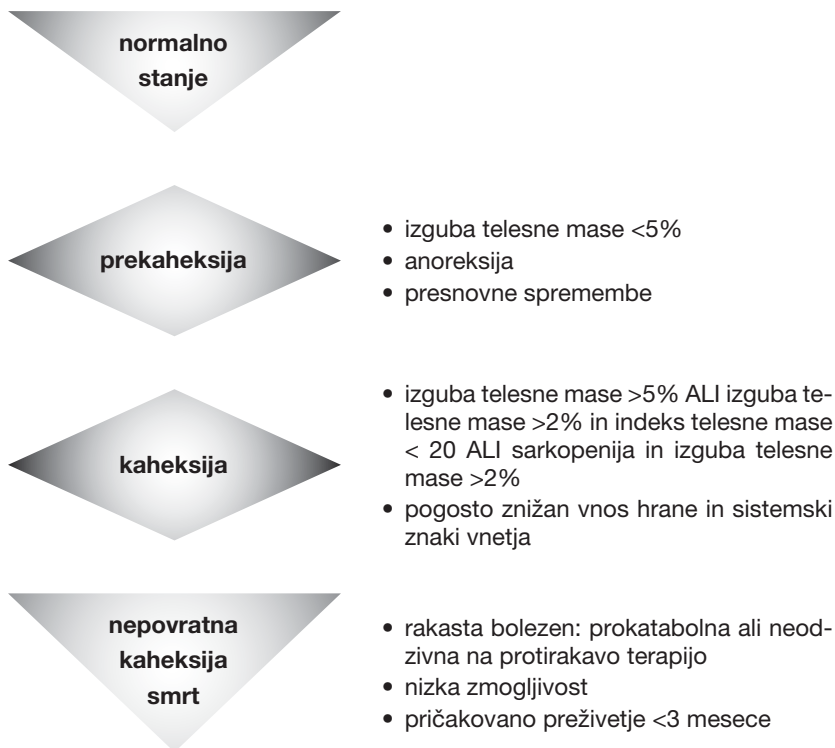 normalno
stanje
prekaheksija
• izguba telesne mase <5%
• anoreksija
• presnovne spremembe
kaheksija
• izguba telesne mase >5% ALI izguba te-
lesne mase >2% in indeks telesne mase
< 20 ALI sarkopenija in izguba telesne
mase >2%
• pogosto znižan vnos hrane in sistemski
znaki vnetja
nepovratna
kaheksija
smrt
• rakasta bolezen: prokatabolna ali neod-
zivna na protirakavo terapijo
• nizka zmogljivost
• pričakovano preživetje <3 mesece